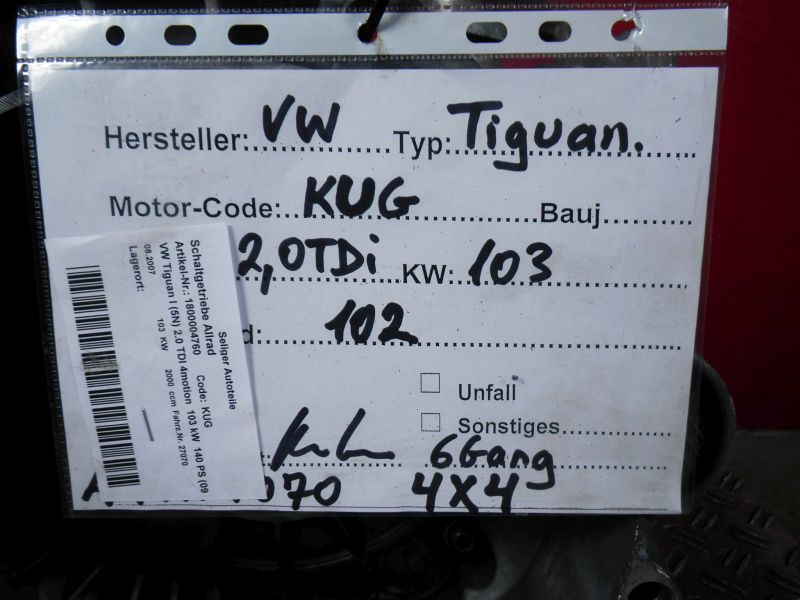 Hersteller: VW Typ: Tiguan.
Motor-Code: KUG Bauj
2,0TDi KW: 103
d: 102
Unfall
Sonstiges
6Gang
070 4x4
Seliger Autoteile
Schaltgetriebe Allrad Code: KUG
Artikel-Nr.: 1800004760
VW Tiguan I (5N) 2.0 TDI 4motion 103 kW 140 PS (09
08.2007 103 KW 2000 ccm Fahrz.Nr. 27070
Lagerort: